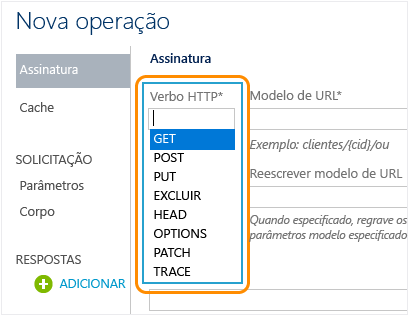 Nova operação
Assinatura
Cache
SOLICITAÇÃO
Parâmetros
Corpo
RESPOSTAS
ADICIONAR
Assinatura
Verbo HTTP*
GET
POST
PUT
EXCLUIR
HEAD
OPTIONS
PATCH
TRACE
Modelo de URL*
Exemplo: clientes/{cid}/ou
Reescrever modelo de URL
Quando especificado, regrave os
parâmetros modelo especificado